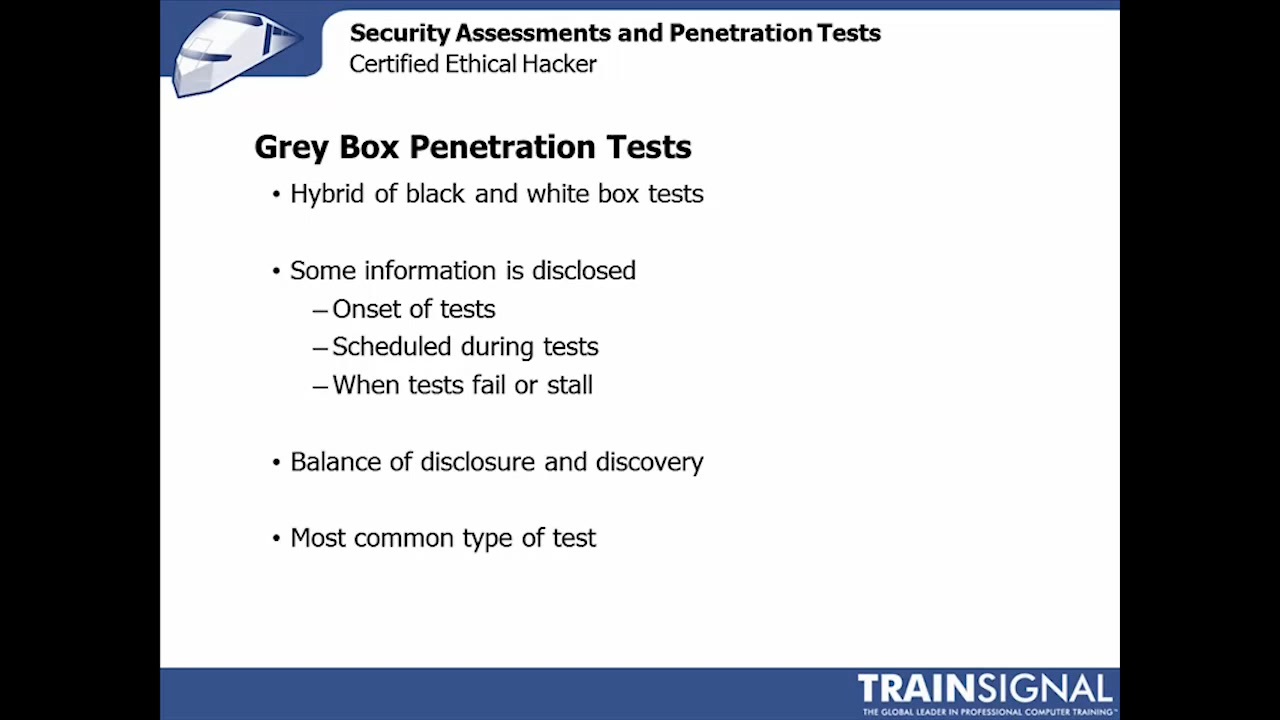 Security Assessments and Penetration Tests
Certified Ethical Hacker
Grey Box Penetration Tests
• Hybrid of black and white box tests
• Some information is disclosed
– Onset of tests
– Scheduled during tests
– When tests fail or stall
• Balance of disclosure and discovery
• Most common type of test
TRAINSIGNAL
THE GLOBAL LEADER IN PROFESSIONAL COMPUTER TRAINING™